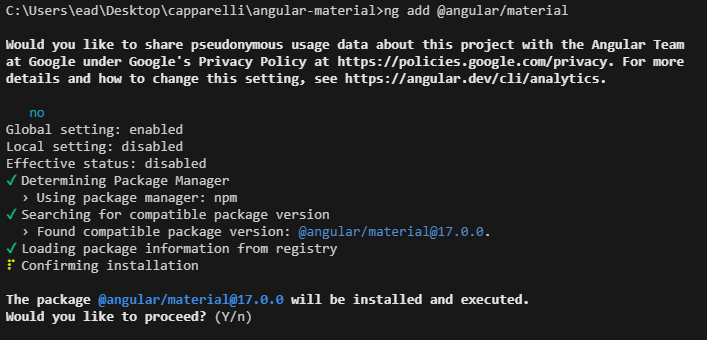 C:\Users\ead\Desktop\capparelli\angular-material>ng add @angular/material
Would you like to share pseudonymous usage data about this project with the Angular Team
at Google under Google's Privacy Policy at https://policies.google.com/privacy. For more
details and how to change this setting, see https://angular.dev/cli/analytics.
no
Global setting: enabled
Local setting: disabled
Effective status: disabled
✓ Determining Package Manager
› Using package manager: npm
✓ Searching for compatible package version
› Found compatible package version: @angular/material@17.0.0.
✓ Loading package information from registry
⠏ Confirming installation
The package @angular/material@17.0.0 will be installed and executed.
Would you like to proceed? (Y/n)